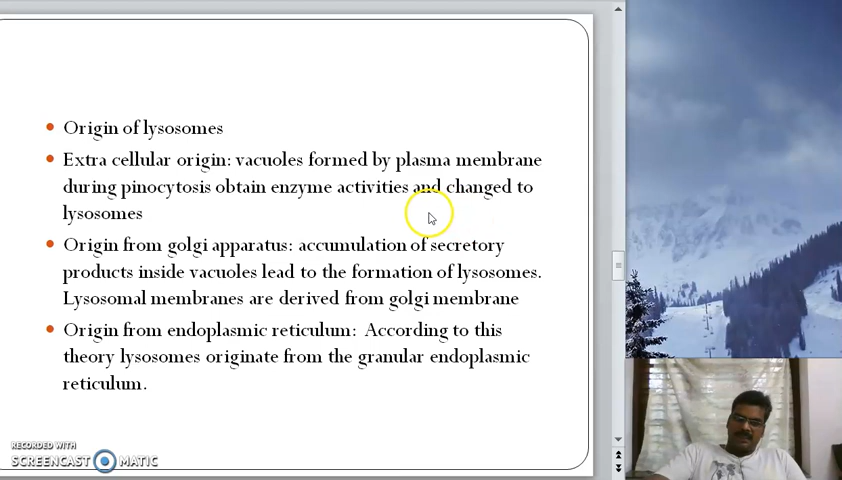 Origin of lysosomes
Extra cellular origin: vacuoles formed by plasma membrane
during pinocytosis obtain enzyme activities and changed to
lysosomes
Origin from golgi apparatus: accumulation of secretory
products inside vacuoles lead to the formation of lysosomes.
Lysosomal membranes are derived from golgi membrane
Origin from endoplasmic reticulum: According to this
theory lysosomes originate from the granular endoplasmic
reticulum.
RECORDED WITH
SCREENCAST MATIC